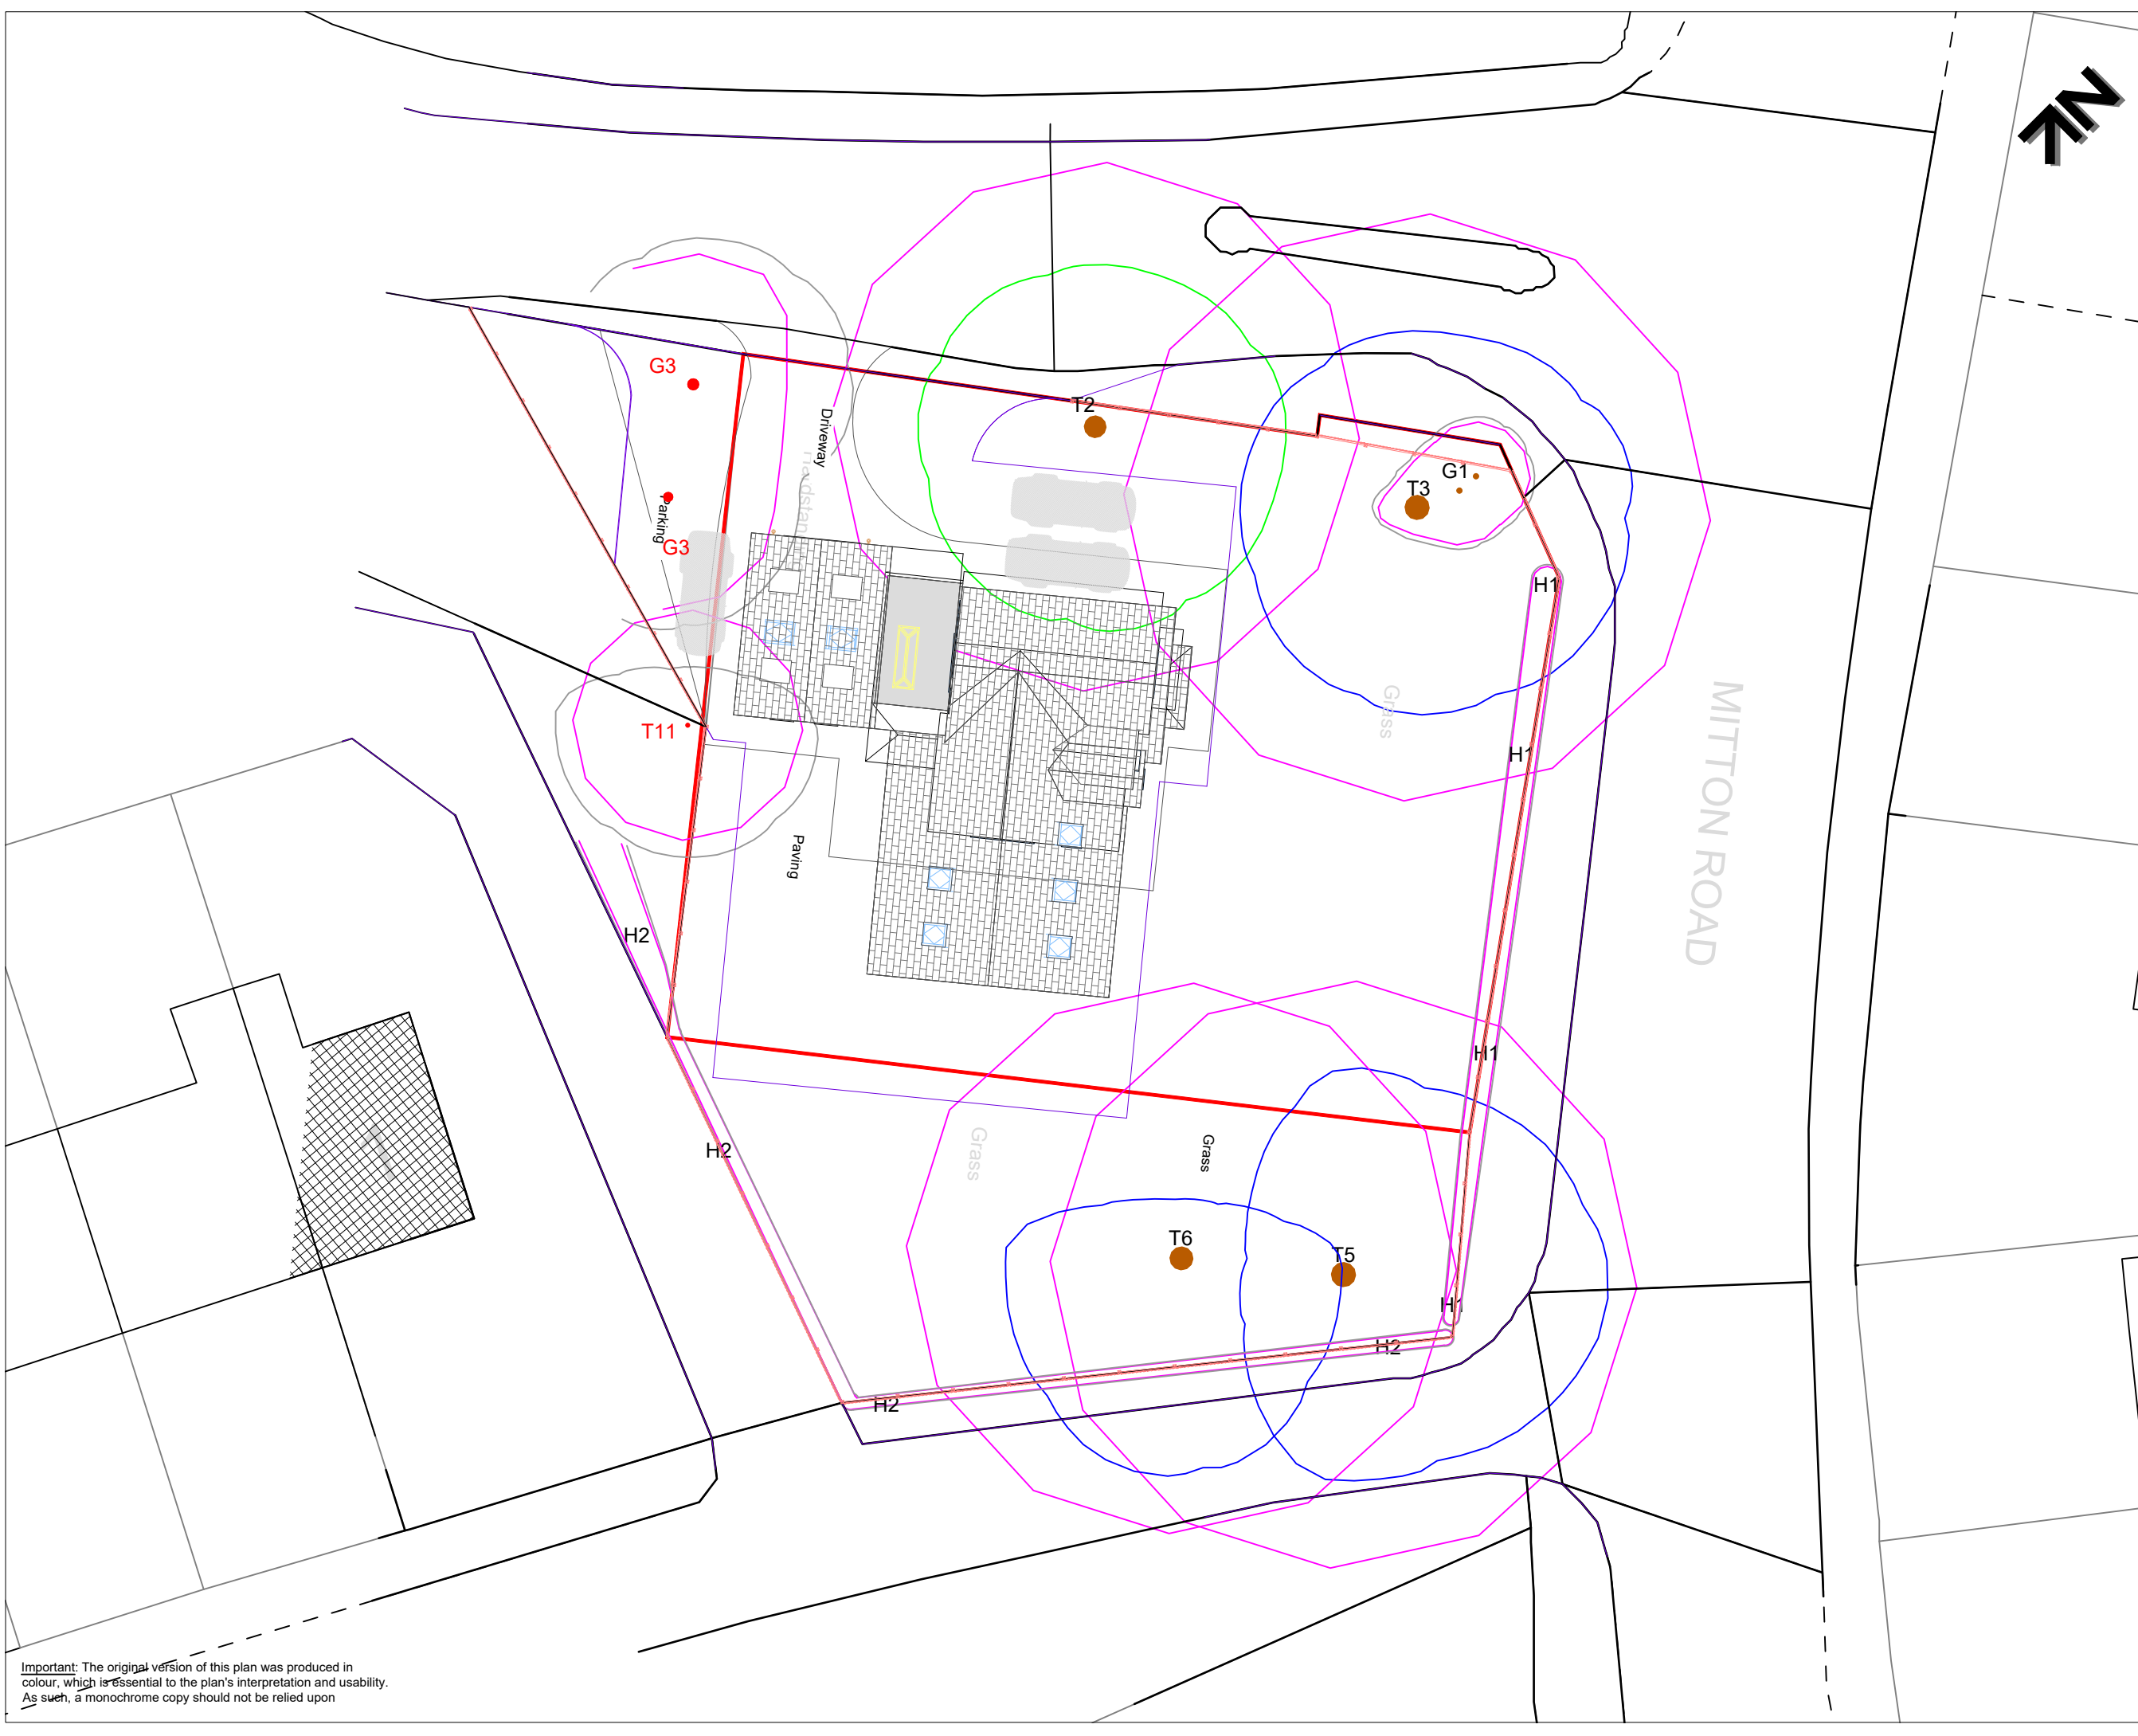 N
G3
T2
Driveway
G1
T3
Parking
G3
H1
T11
Grass
H1
MITTON ROAD
Paving
H2
H1
H2
Grass
Grass
T6
T5
H1
H2
H2
1
Important: The original version of this plan was produced in
colour, which is essential to the plan's interpretation and usability.
As such, a monochrome copy should not be relied upon